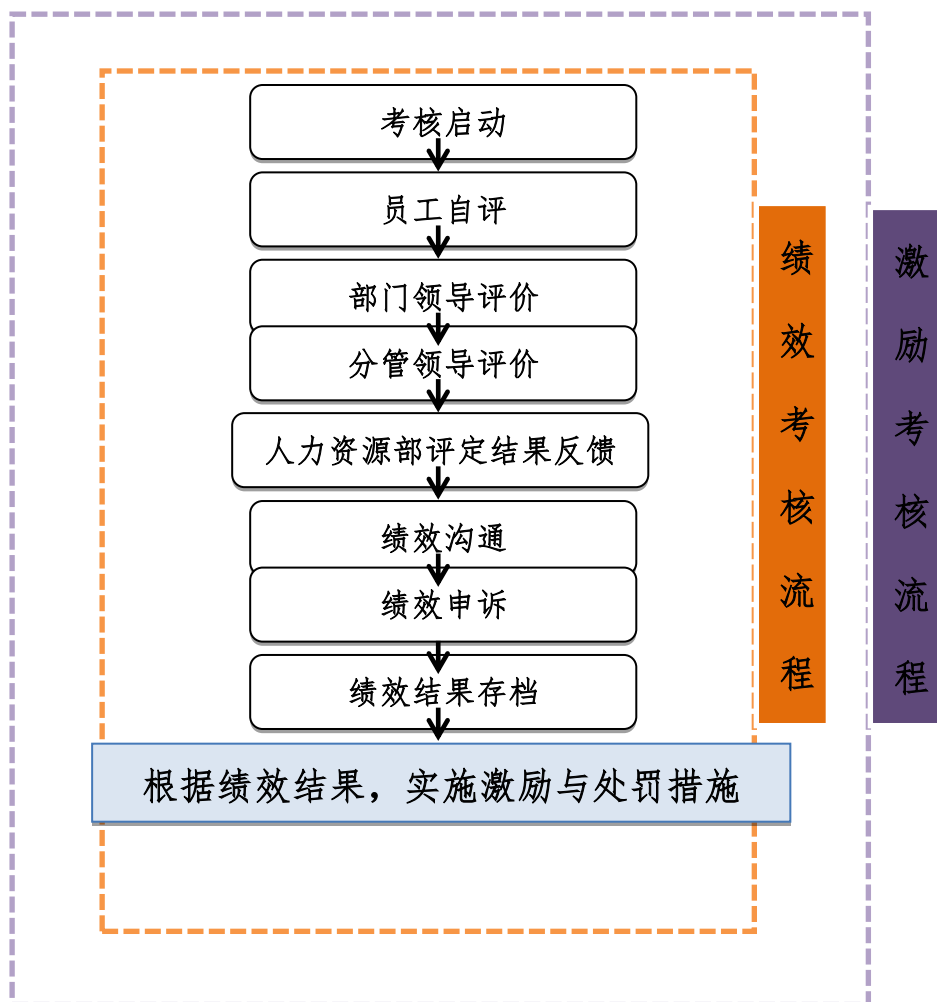 考核启动
员工自评
部门领导评价
分管领导评价
人力资源部评定结果反馈
绩效沟通
绩效申诉
绩效结果存档
根据绩效结果，实施激励与处罚措施
绩效考核流程
激励考核流程